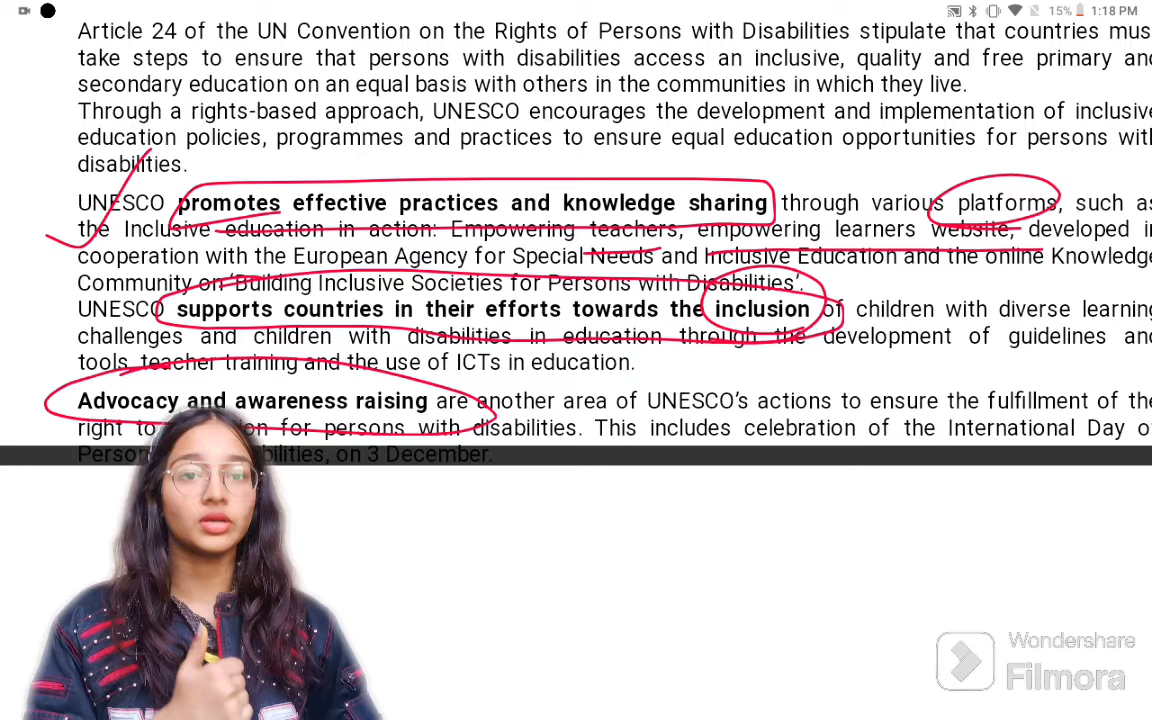 1:18 PM
15%
Article 24 of the UN Convention on the Rights of Persons with Disabilities stipulate that countries mus
take steps to ensure that persons with disabilities access an inclusive, quality and free primary an
secondary education on an equal basis with others in the communities in which they live.
Through a rights-based approach, UNESCO encourages the development and implementation of inclusive
education policies, programmes and practices to ensure equal education opportunities for persons wit
disabilities.
UNESCO promotes effective practices and knowledge sharing through various platforms, such as
the Inclusive education in action: Empowering teachers, empowering learners website, developed i
cooperation with the European Agency for Special Needs and Inclusive Education and the online Knowledge
Community on ‘Building Inclusive Societies for Persons with Disabilities’.
UNESCO supports countries in their efforts towards the inclusion of children with diverse learning
challenges and children with disabilities in education through the development of guidelines an
tools, teacher training and the use of ICTs in education.
Advocacy and awareness raising are another area of UNESCO’s actions to ensure the fulfillment of the
right to for persons with disabilities. This includes celebration of the International Day o
on 3 December.
Wondershare
Filmora